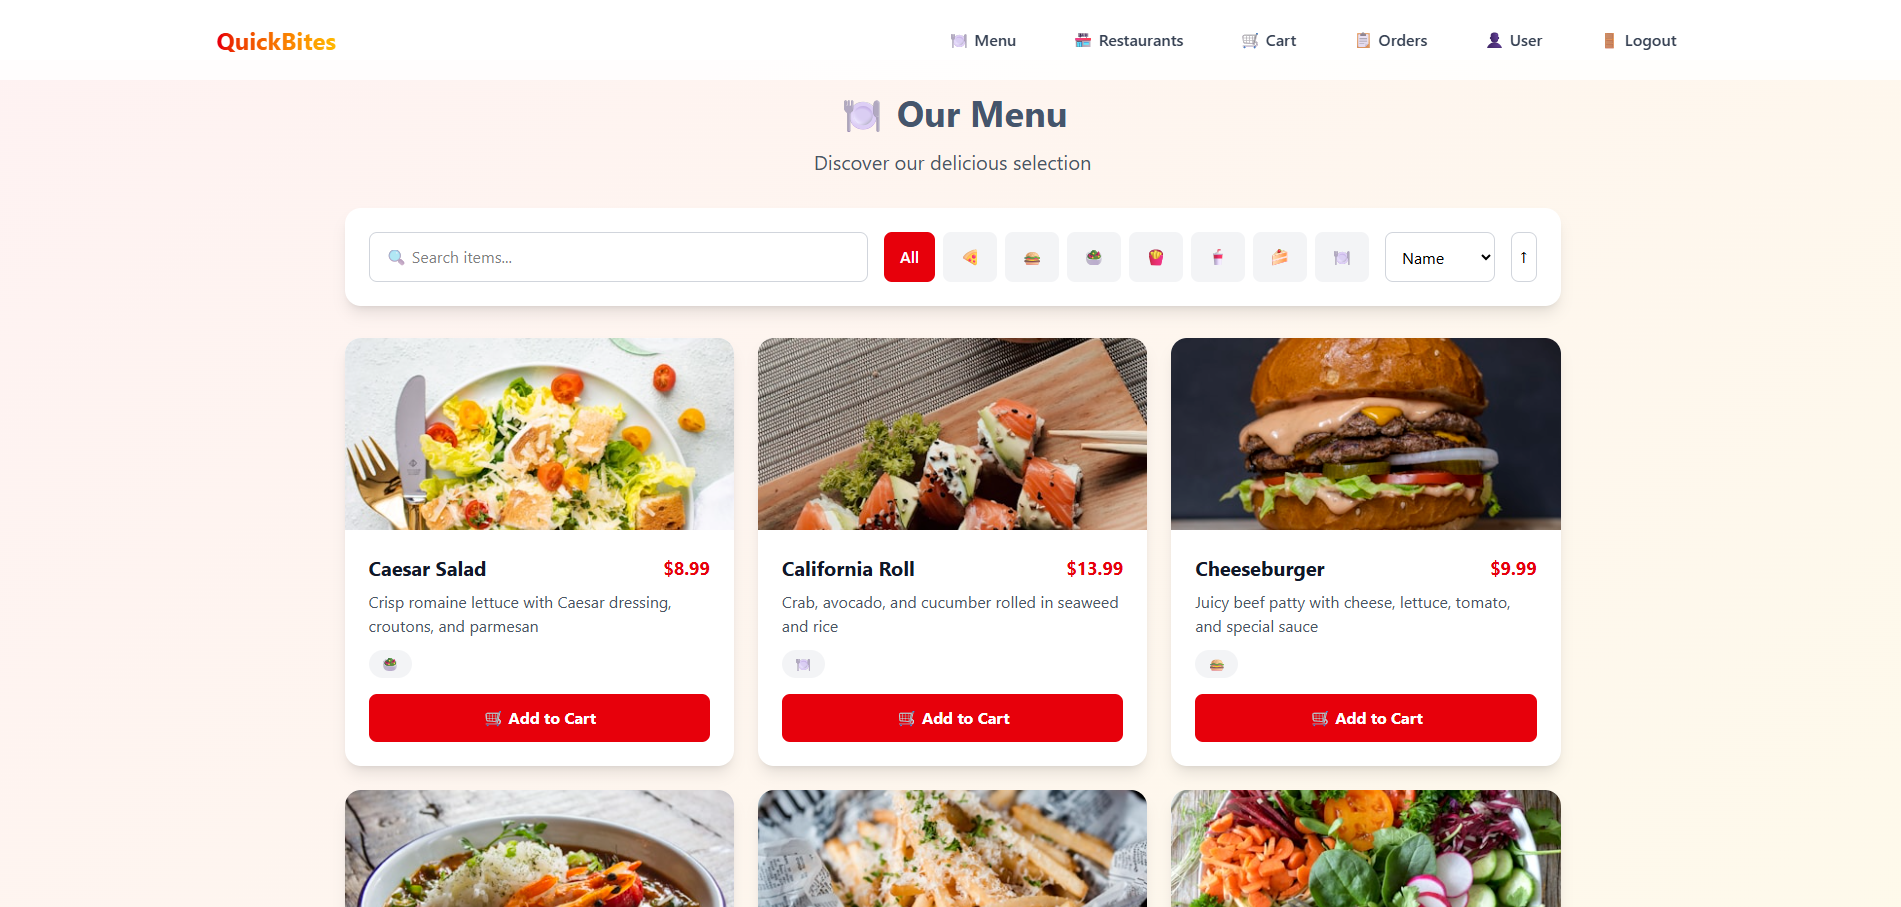 QuickBites
🍽️ Menu
🏪 Restaurants
🛒 Cart
📋 Orders
👤 User
🚪 Logout
🍽️ Our Menu
Discover our delicious selection
🔍 Search items...
All
Name
↑
Caesar Salad
$8.99
Crisp romaine lettuce with Caesar dressing,
croutons, and parmesan
🛒 Add to Cart
California Roll
$13.99
Crab, avocado, and cucumber rolled in seaweed
and rice
🛒 Add to Cart
Cheeseburger
$9.99
Juicy beef patty with cheese, lettuce, tomato,
and special sauce
🛒 Add to Cart